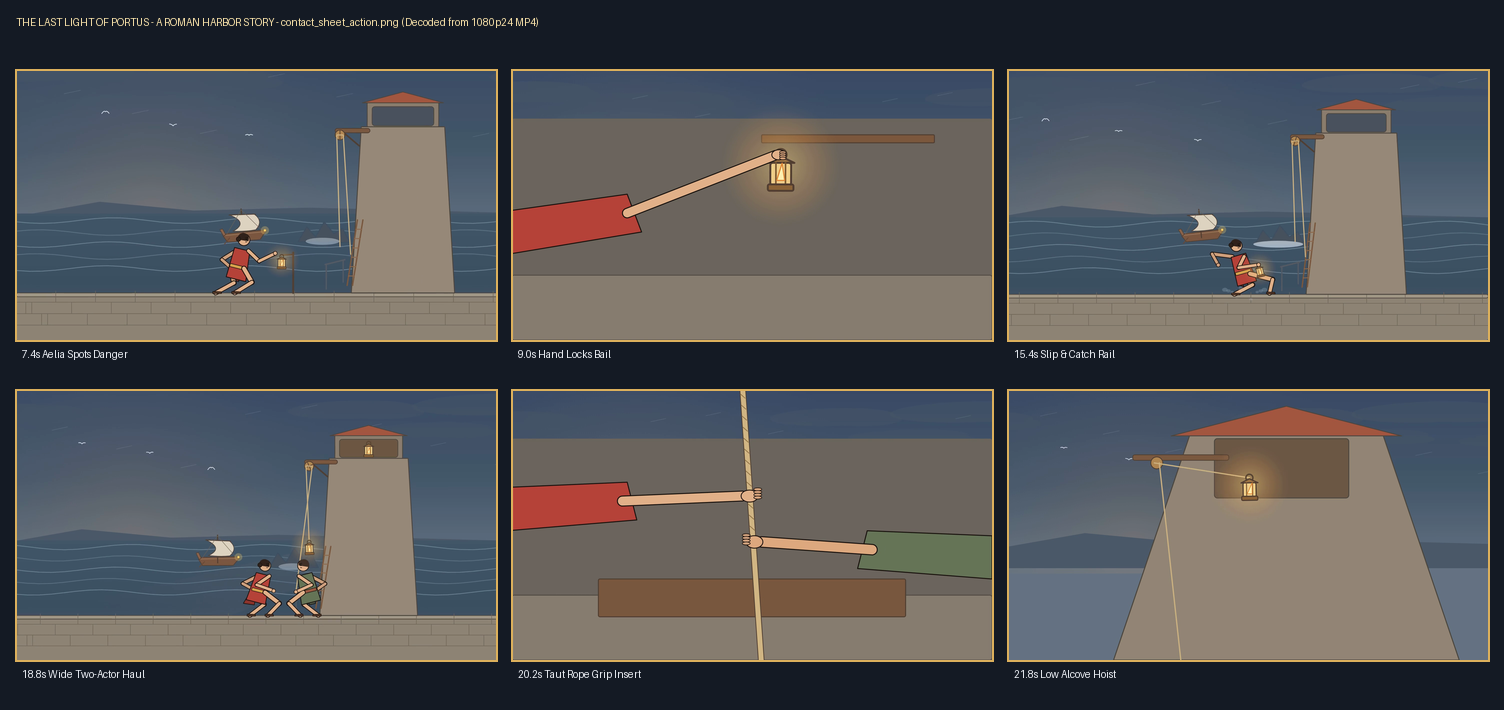 THE LAST LIGHT OF PORTUS - A ROMAN HARBOR STORY - contact_sheet_action.png (Decoded from 1080p24 MP4)
7.4s Aelia Spots Danger
9.0s Hand Locks Bail
15.4s Slip & Catch Rail
18.8s Wide Two-Actor Haul
20.2s Taut Rope Grip Insert
21.8s Low Alcove Hoist